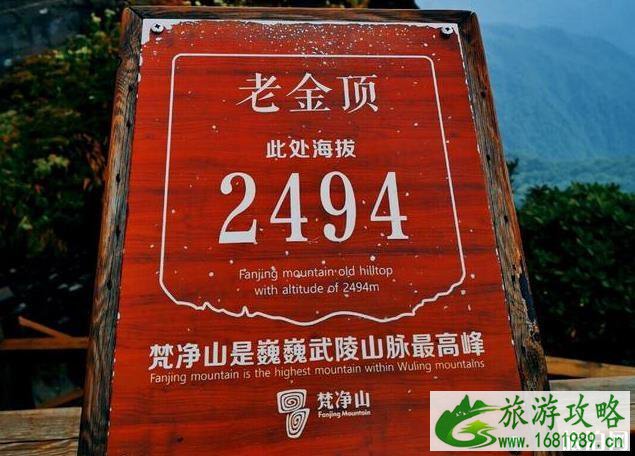 老金顶
此处海拔
2494
Fanjing mountain old hilltop
with altitude of 2494m
梵净山是巍巍武陵山脉最高峰
Fanjing mountain is the highest mountain within Wuling mountains
梵净山
Fanjing Mountain
旅游攻略
www.1681989.cn